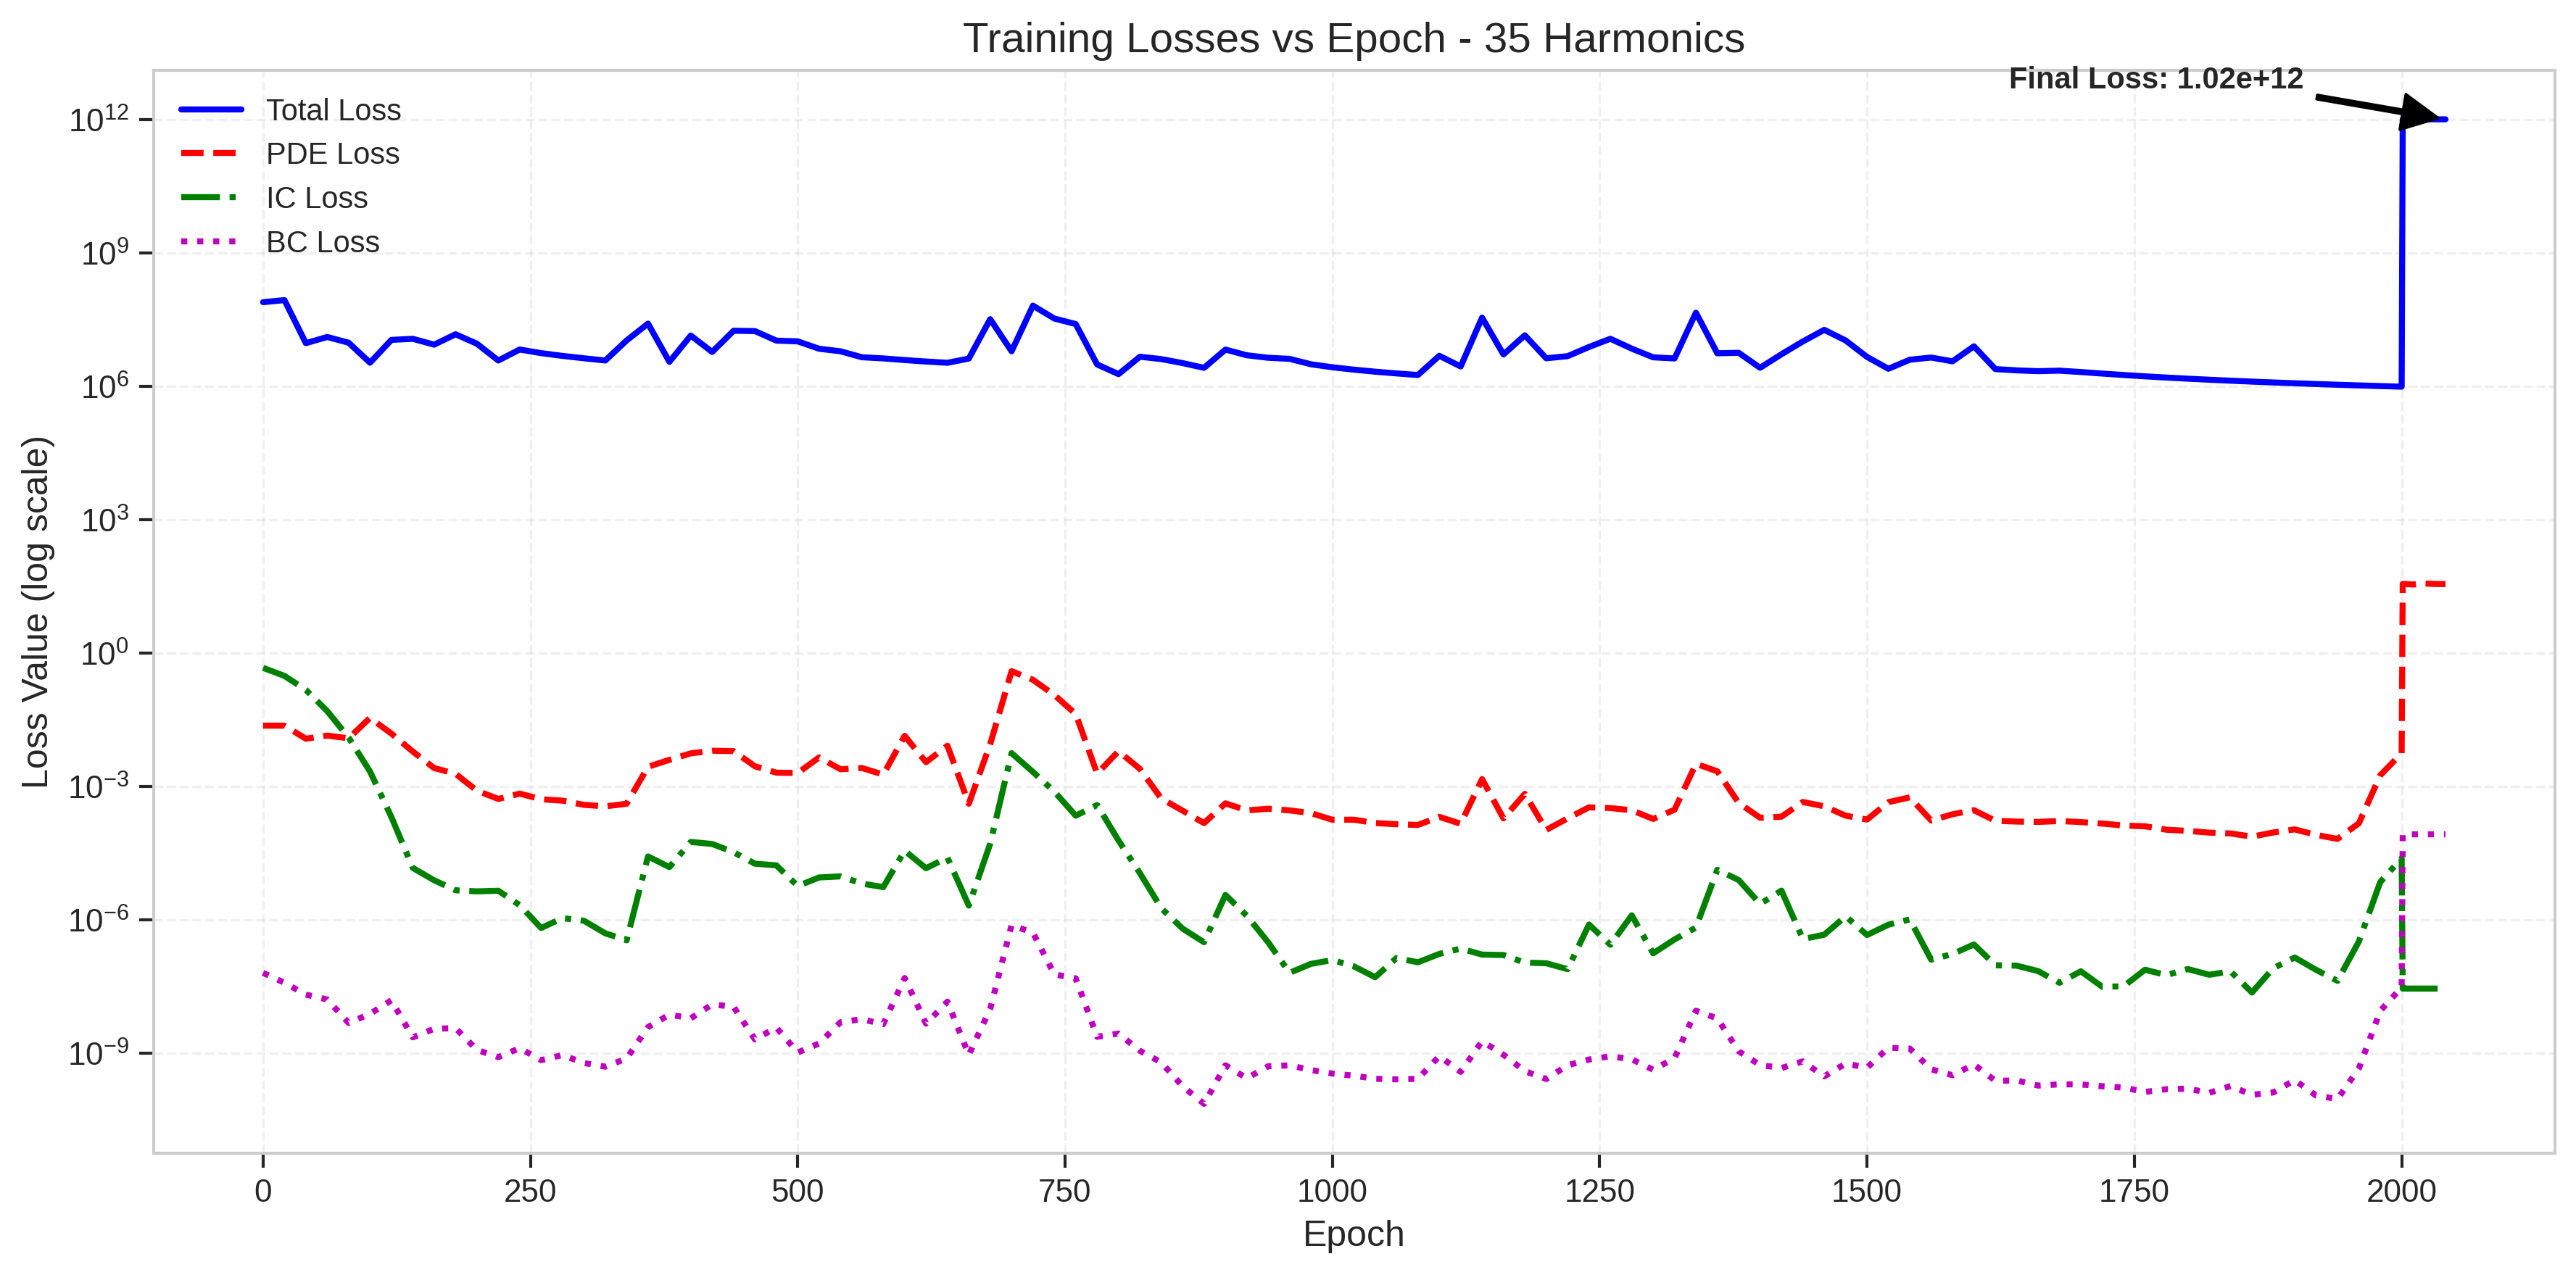 Training Losses vs Epoch - 35 Harmonics
Final Loss: 1.02e+12
Total Loss
PDE Loss
IC Loss
BC Loss
Loss Value (log scale)
10¹²
10⁹
10⁶
10³
10⁰
10⁻³
10⁻⁶
10⁻⁹
0 250 500 750 1000 1250 1500 1750 2000
Epoch